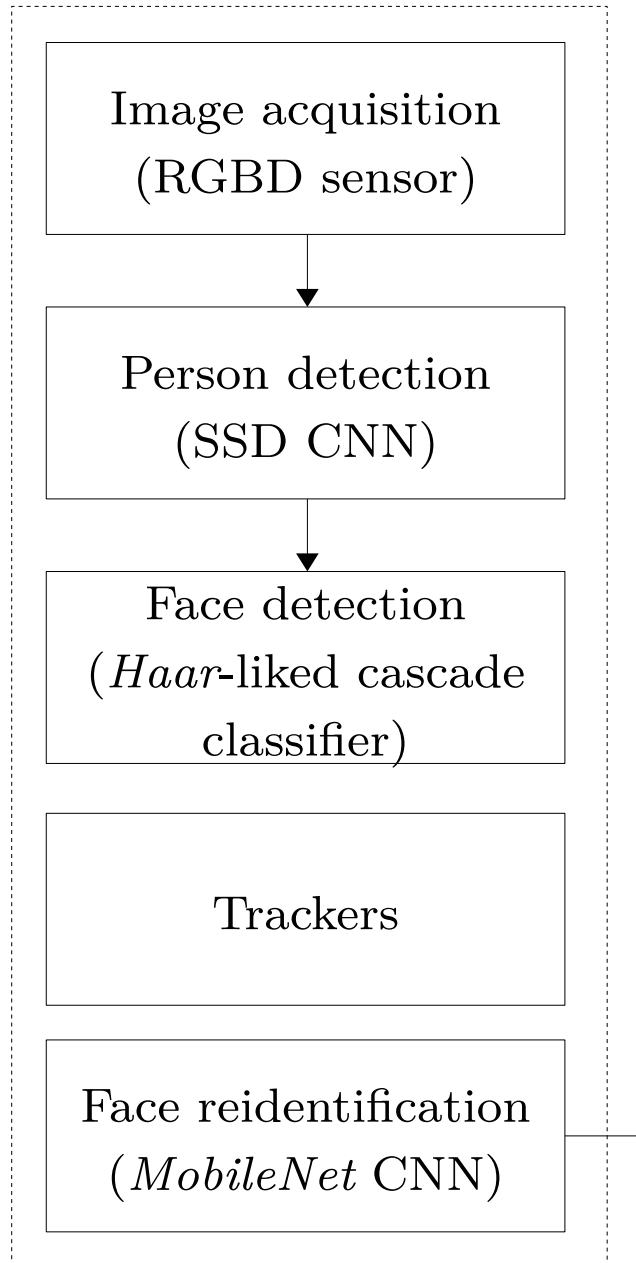 Image acquisition
(RGBD sensor)
Person detection
(SSD CNN)
Face detection
(Haar-liked cascade
classifier)
Trackers
Face reidentification
(MobileNet CNN)